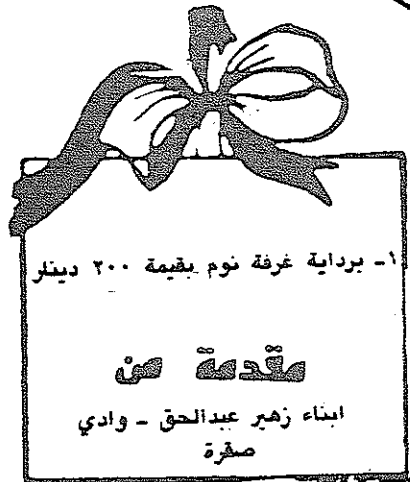 ١- برداية غرفة نوم بقيمة ٢٠٠ دينار
مقدمة من
ابناء زهير عبدالحق - وادي
صقرة